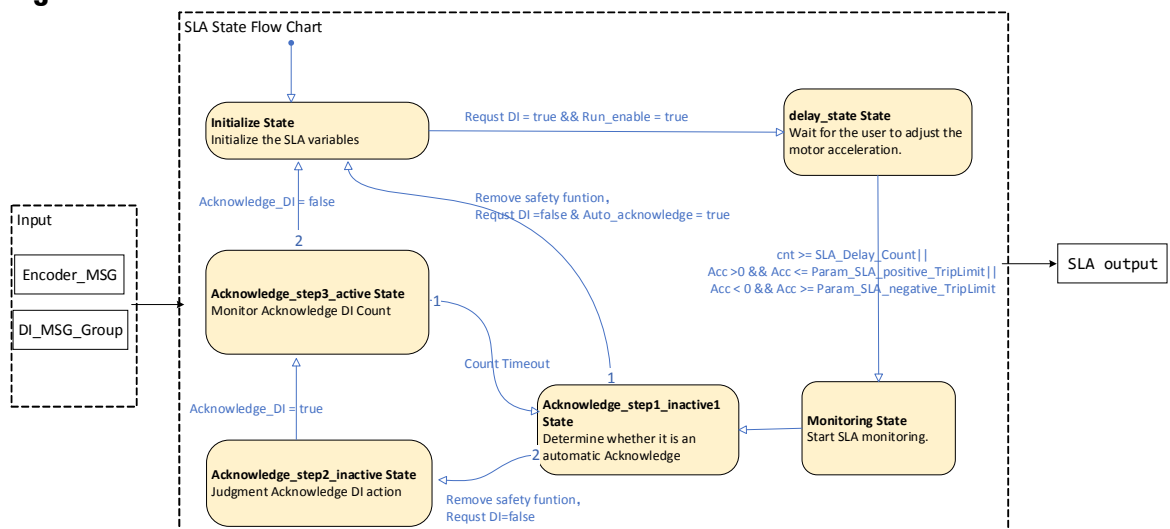 SLA State Flow Chart
Initialize State
Initialize the SLA variables
Requst DI = true && Run_enable = true
delay_state State
Wait for the user to adjust the
motor acceleration.
Acknowledge_DI = false
Remove safety funtion,
Requst DI =false & Auto_acknowledge = true
Input
Encoder_MSG
DI_MSG_Group
2
cnt >= SLA_Delay_Count||
Acc >0 && Acc <= Param_SLA_positive_TripLimit||
Acc < 0 && Acc >= Param_SLA_negative_TripLimit
SLA output
Acknowledge_step3_active State
Monitor Acknowledge DI Count
1
Count Timeout
1
Acknowledge_step1_inactive1
State
Determine whether it is an
automatic Acknowledge
2
Monitoring State
Start SLA monitoring.
Acknowledge_DI = true
Acknowledge_step2_inactive State
Judgment Acknowledge DI action
Remove safety funtion,
Requst DI=false